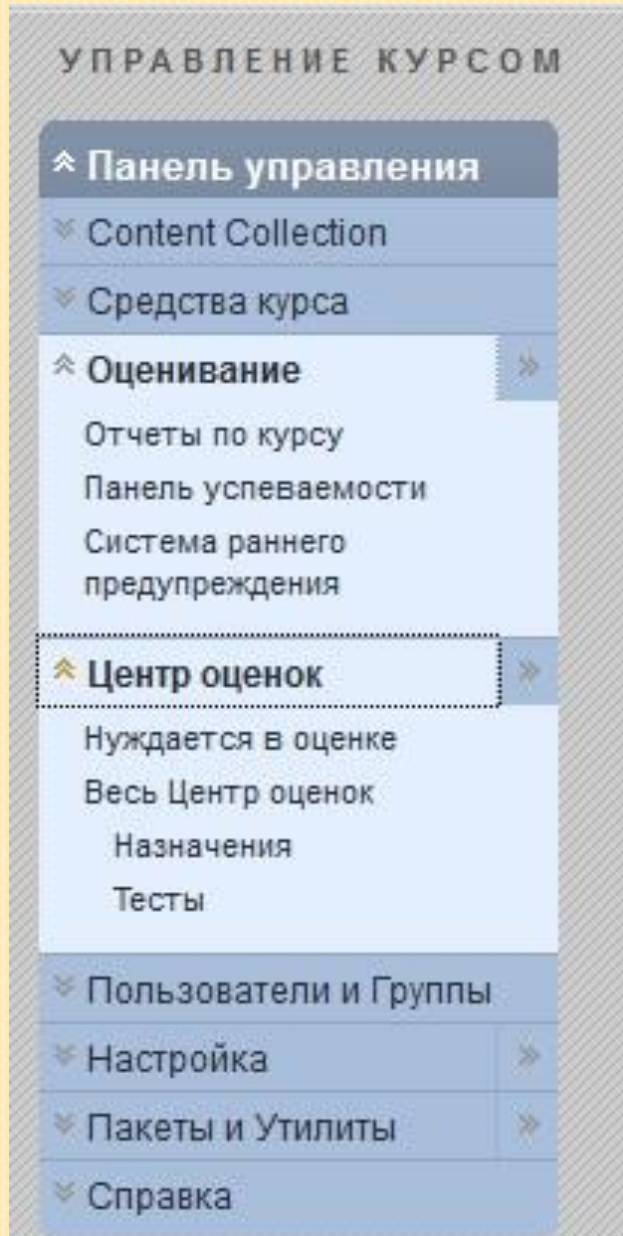 УПРАВЛЕНИЕ КУРСОМ
Панель управления
Content Collection
Средства курса
Оценивание
Отчеты по курсу
Панель успеваемости
Система раннего
предупреждения
Центр оценок
Нуждается в оценке
Весь Центр оценок
Назначения
Тесты
Пользователи и Группы
Настройка
Пакеты и Утилиты
Справка